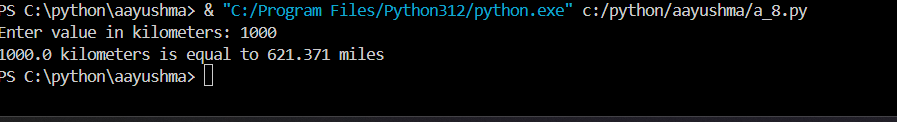 PS C:\python\aayushma> & "C:/Program Files/Python312/python.exe" c:/python/aayushma/a_8.py
Enter value in kilometers: 1000
1000.0 kilometers is equal to 621.371 miles
PS C:\python\aayushma>